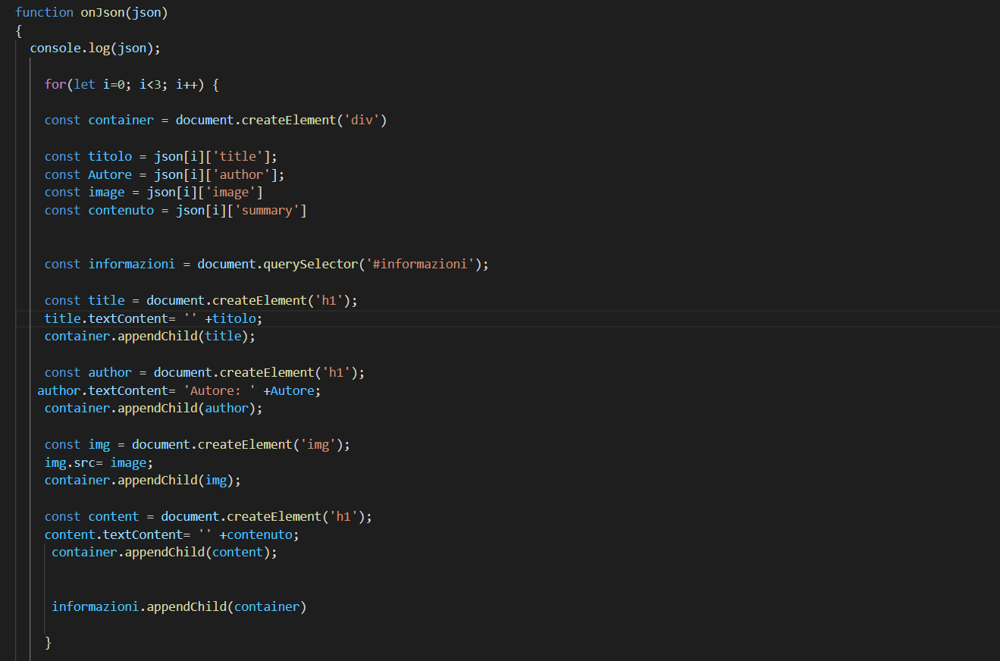 function onJson(json)
{
console.log(json);
for(let i=0; i<3; i++) {
const container = document.createElement('div')
const titolo = json[i]['title'];
const Autore = json[i]['author'];
const image = json[i]['image']
const contenuto = json[i]['summary']
const informazioni = document.querySelector('#informazioni');
const title = document.createElement('h1');
title.textContent= '' +titolo;
container.appendChild(title);
const author = document.createElement('h1');
author.textContent= 'Autore: ' +Autore;
container.appendChild(author);
const img = document.createElement('img');
img.src= image;
container.appendChild(img);
const content = document.createElement('h1');
content.textContent= '' +contenuto;
container.appendChild(content);
informazioni.appendChild(container)
}